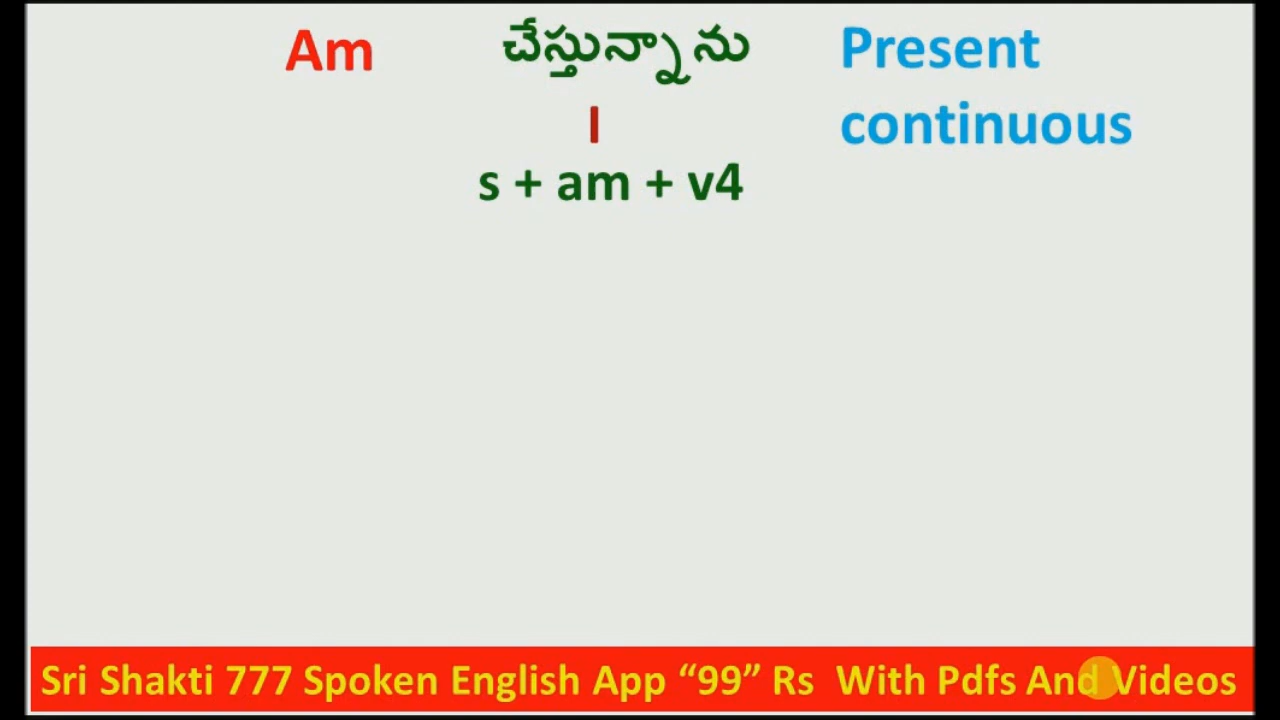 Am చేస్తున్నాను Present
continuous
I
s + am + v4
Sri Shakti 777 Spoken English App “99” Rs With Pdfs And Videos